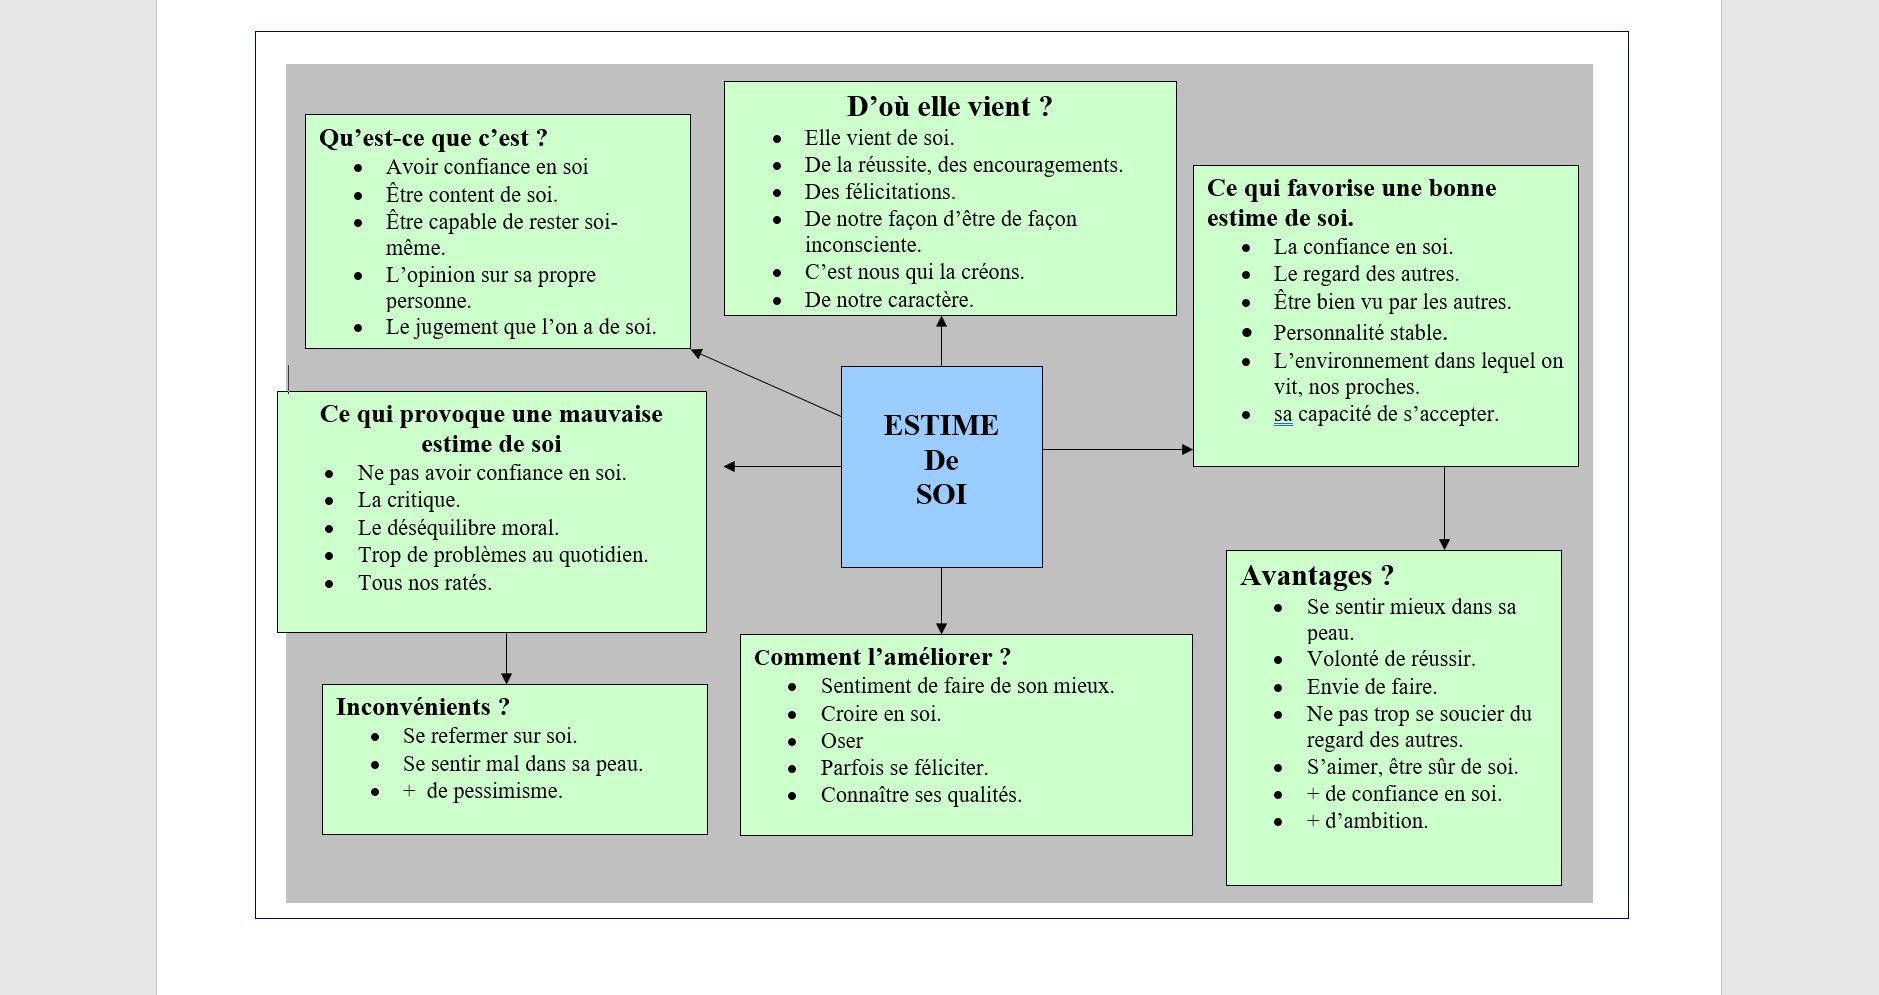 Qu’est-ce que c’est ?
• Avoir confiance en soi
• Être content de soi.
• Être capable de rester soi-
même.
• L’opinion sur sa propre
personne.
• Le jugement que l’on a de soi.
D’où elle vient ?
• Elle vient de soi.
• De la réussite, des encouragements.
• Des félicitations.
• De notre façon d’être de façon
inconsciente.
• C’est nous qui la créons.
• De notre caractère.
Ce qui favorise une bonne
estime de soi.
• La confiance en soi.
• Le regard des autres.
• Être bien vu par les autres.
• Personnalité stable.
• L’environnement dans lequel on
vit, nos proches.
• sa capacité de s’accepter.
ESTIME
De
SOI
Ce qui provoque une mauvaise
estime de soi
• Ne pas avoir confiance en soi.
• La critique.
• Le déséquilibre moral.
• Trop de problèmes au quotidien.
• Tous nos ratés.
Inconvénients ?
• Se refermer sur soi.
• Se sentir mal dans sa peau.
• + de pessimisme.
Comment l’améliorer ?
• Sentiment de faire de son mieux.
• Croire en soi.
• Oser
• Parfois se féliciter.
• Connaître ses qualités.
Avantages ?
• Se sentir mieux dans sa
peau.
• Volonté de réussir.
• Envie de faire.
• Ne pas trop se soucier du
regard des autres.
• S’aimer, être sûr de soi.
• + de confiance en soi.
• + d’ambition.